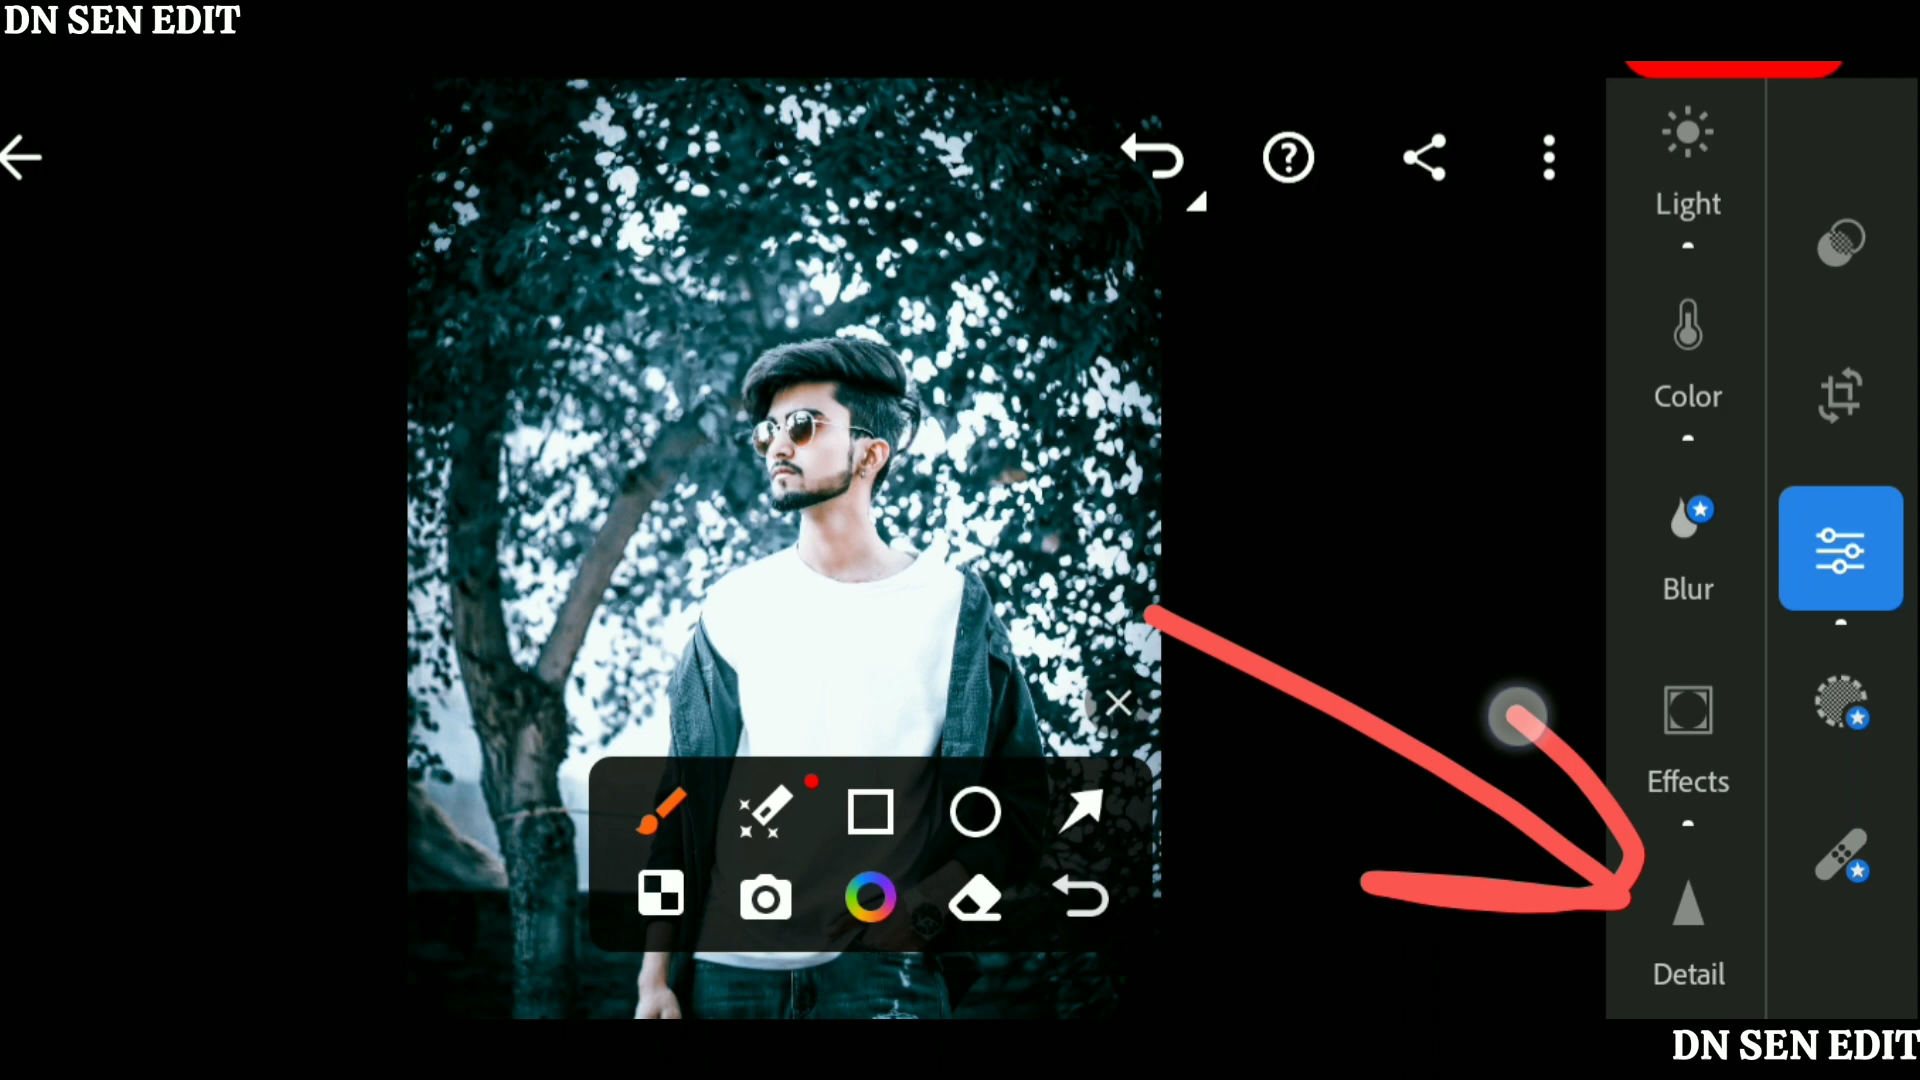 DN SEN EDIT
Light
Color
Blur
Effects
Detail
DN SEN EDIT